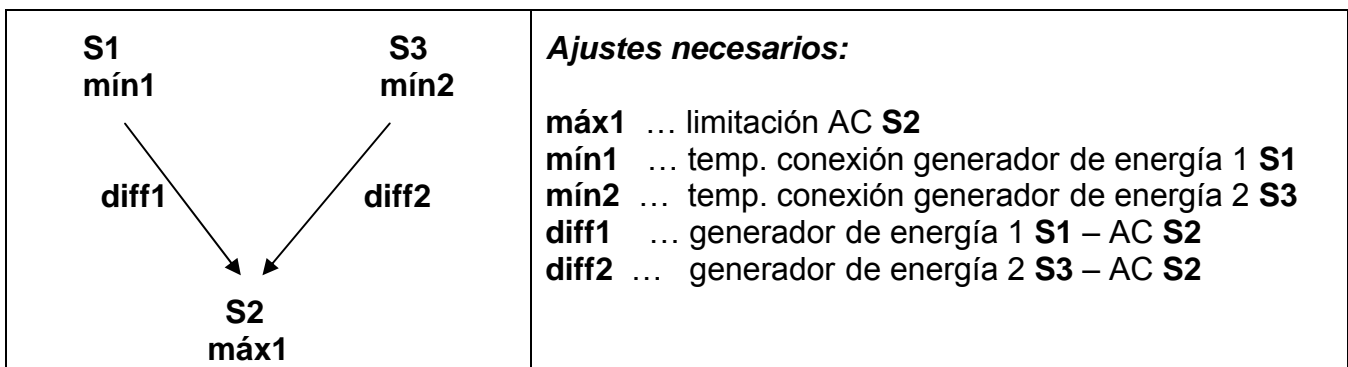 S1 S3
mín1 mín2
diff1 diff2
S2
máx1
Ajustes necesarios:
máx1 … limitación AC S2
mín1 … temp. conexión generador de energía 1 S1
mín2 … temp. conexión generador de energía 2 S3
diff1 … generador de energía 1 S1 – AC S2
diff2 … generador de energía 2 S3 – AC S2